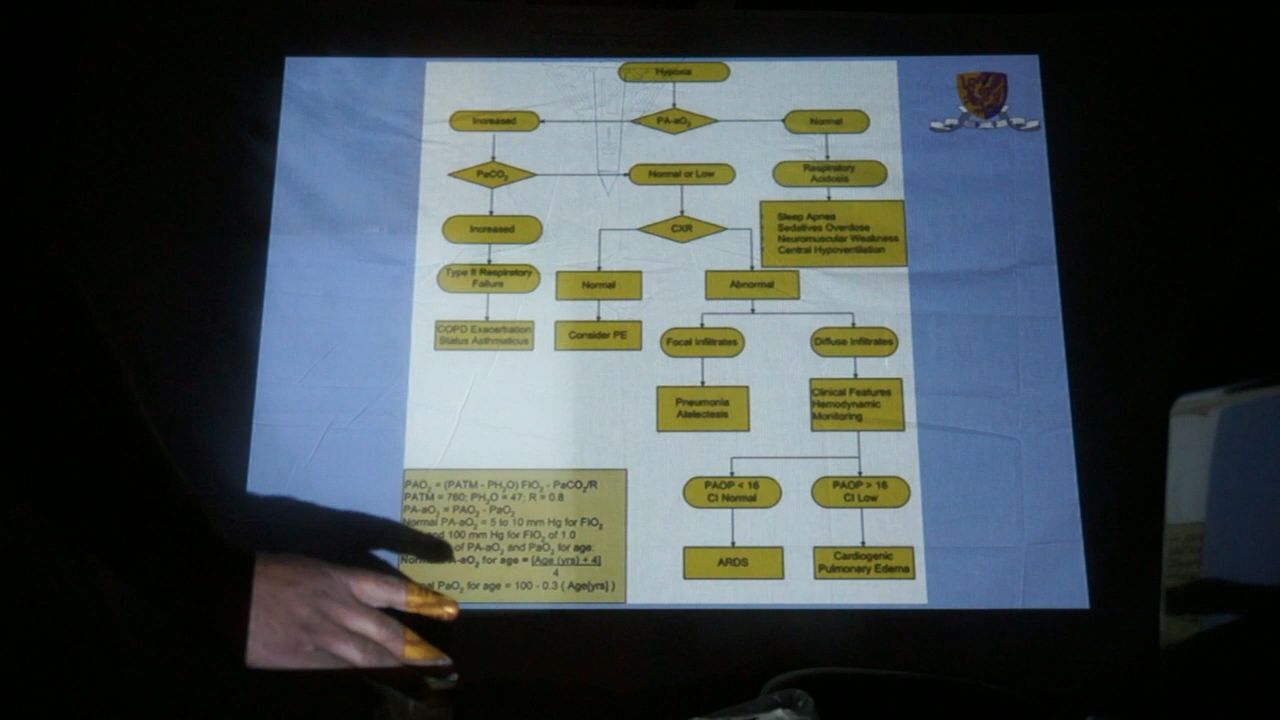 Hypoxia
Increased
PA-aO₂
Normal
PaCO₂
Normal or Low
Respiratory
Acidosis
Increased
CXR
Sleep Apnea
Sedatives Overdose
Neuromuscular Weakness
Central Hypoventilation
Type II Respiratory
Failure
Normal
Abnormal
COPD Exacerbation
Status Asthmaticus
Consider PE
Focal Infiltrates
Diffuse Infiltrates
Pneumonia
Atelectesis
Clinical Features
Hemodynamic
Monitoring
PAOP < 16
CI Normal
PAOP > 16
CI Low
ARDS
Cardiogenic
Pulmonary Edema
PAO₂ = (PATM - PH₂O) FIO₂ - PaCO₂/R
PATM = 760; PH₂O = 47; R = 0.8
PA-aO₂ = PAO₂ - PaO₂
Normal PA-aO₂ = 5 to 10 mm Hg for FIO₂
100 mm Hg for FIO₂ of 1.0
of PA-aO₂ and PaO₂ for age:
-aO₂ for age = [Age (yrs) + 4]
4
PaO₂ for age = 100 - 0.3 ( Age[yrs] )